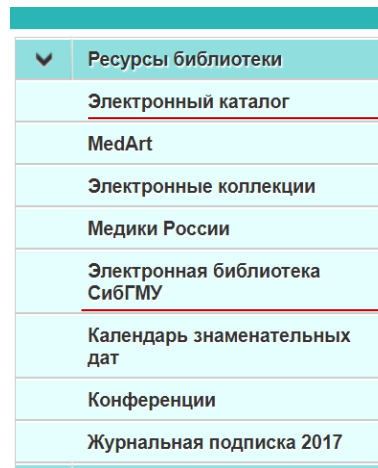 Ресурсы библиотеки
Электронный каталог
MedArt
Электронные коллекции
Медики России
Электронная библиотека
СибГМУ
Календарь знаменательных
дат
Конференции
Журнальная подписка 2017